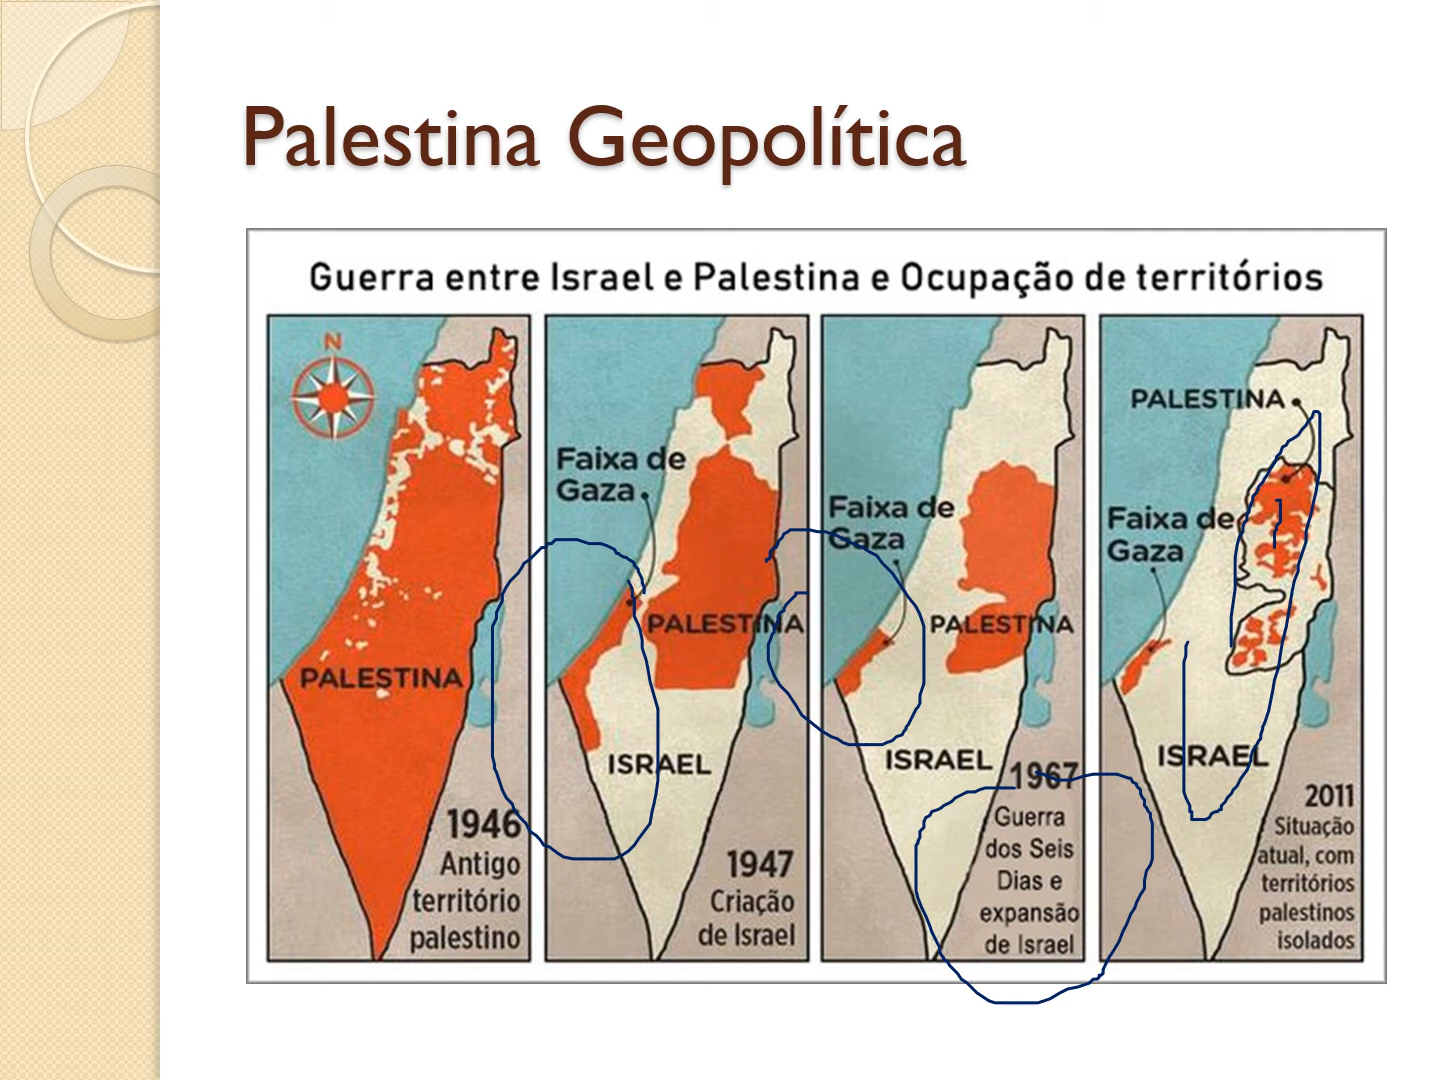 Palestina Geopolítica
Guerra entre Israel e Palestina e Ocupação de territórios
N
PALESTINA
1946
Antigo
território
palestino
Faixa de
Gaza
PALESTINA
ISRAEL
1947
Criação
de Israel
Faixa de
Gaza
PALESTINA
ISRAEL
1967
Guerra
dos Seis
Dias e
expansão
de Israel
PALESTINA
Faixa de
Gaza
ISRAEL
2011
Situação
atual, com
territórios
palestinos
isolados